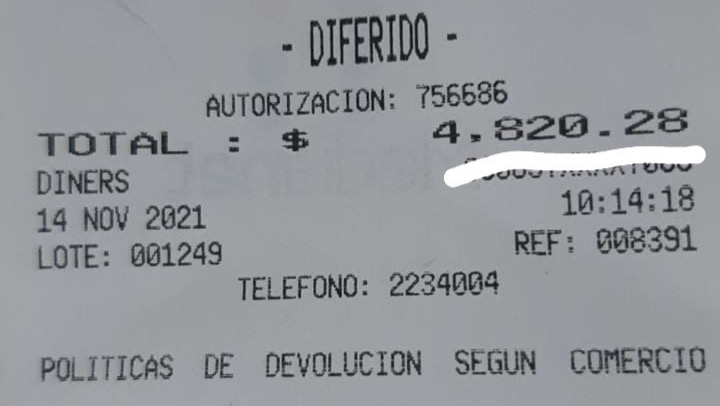 - DIFERIDO -
AUTORIZACION: 756686
TOTAL : $ 4,820.28
DINERS
14 NOV 2021 10:14:18
LOTE: 001249 REF: 008391
TELEFONO: 2234004
POLITICAS DE DEVOLUCION SEGUN COMERCIO